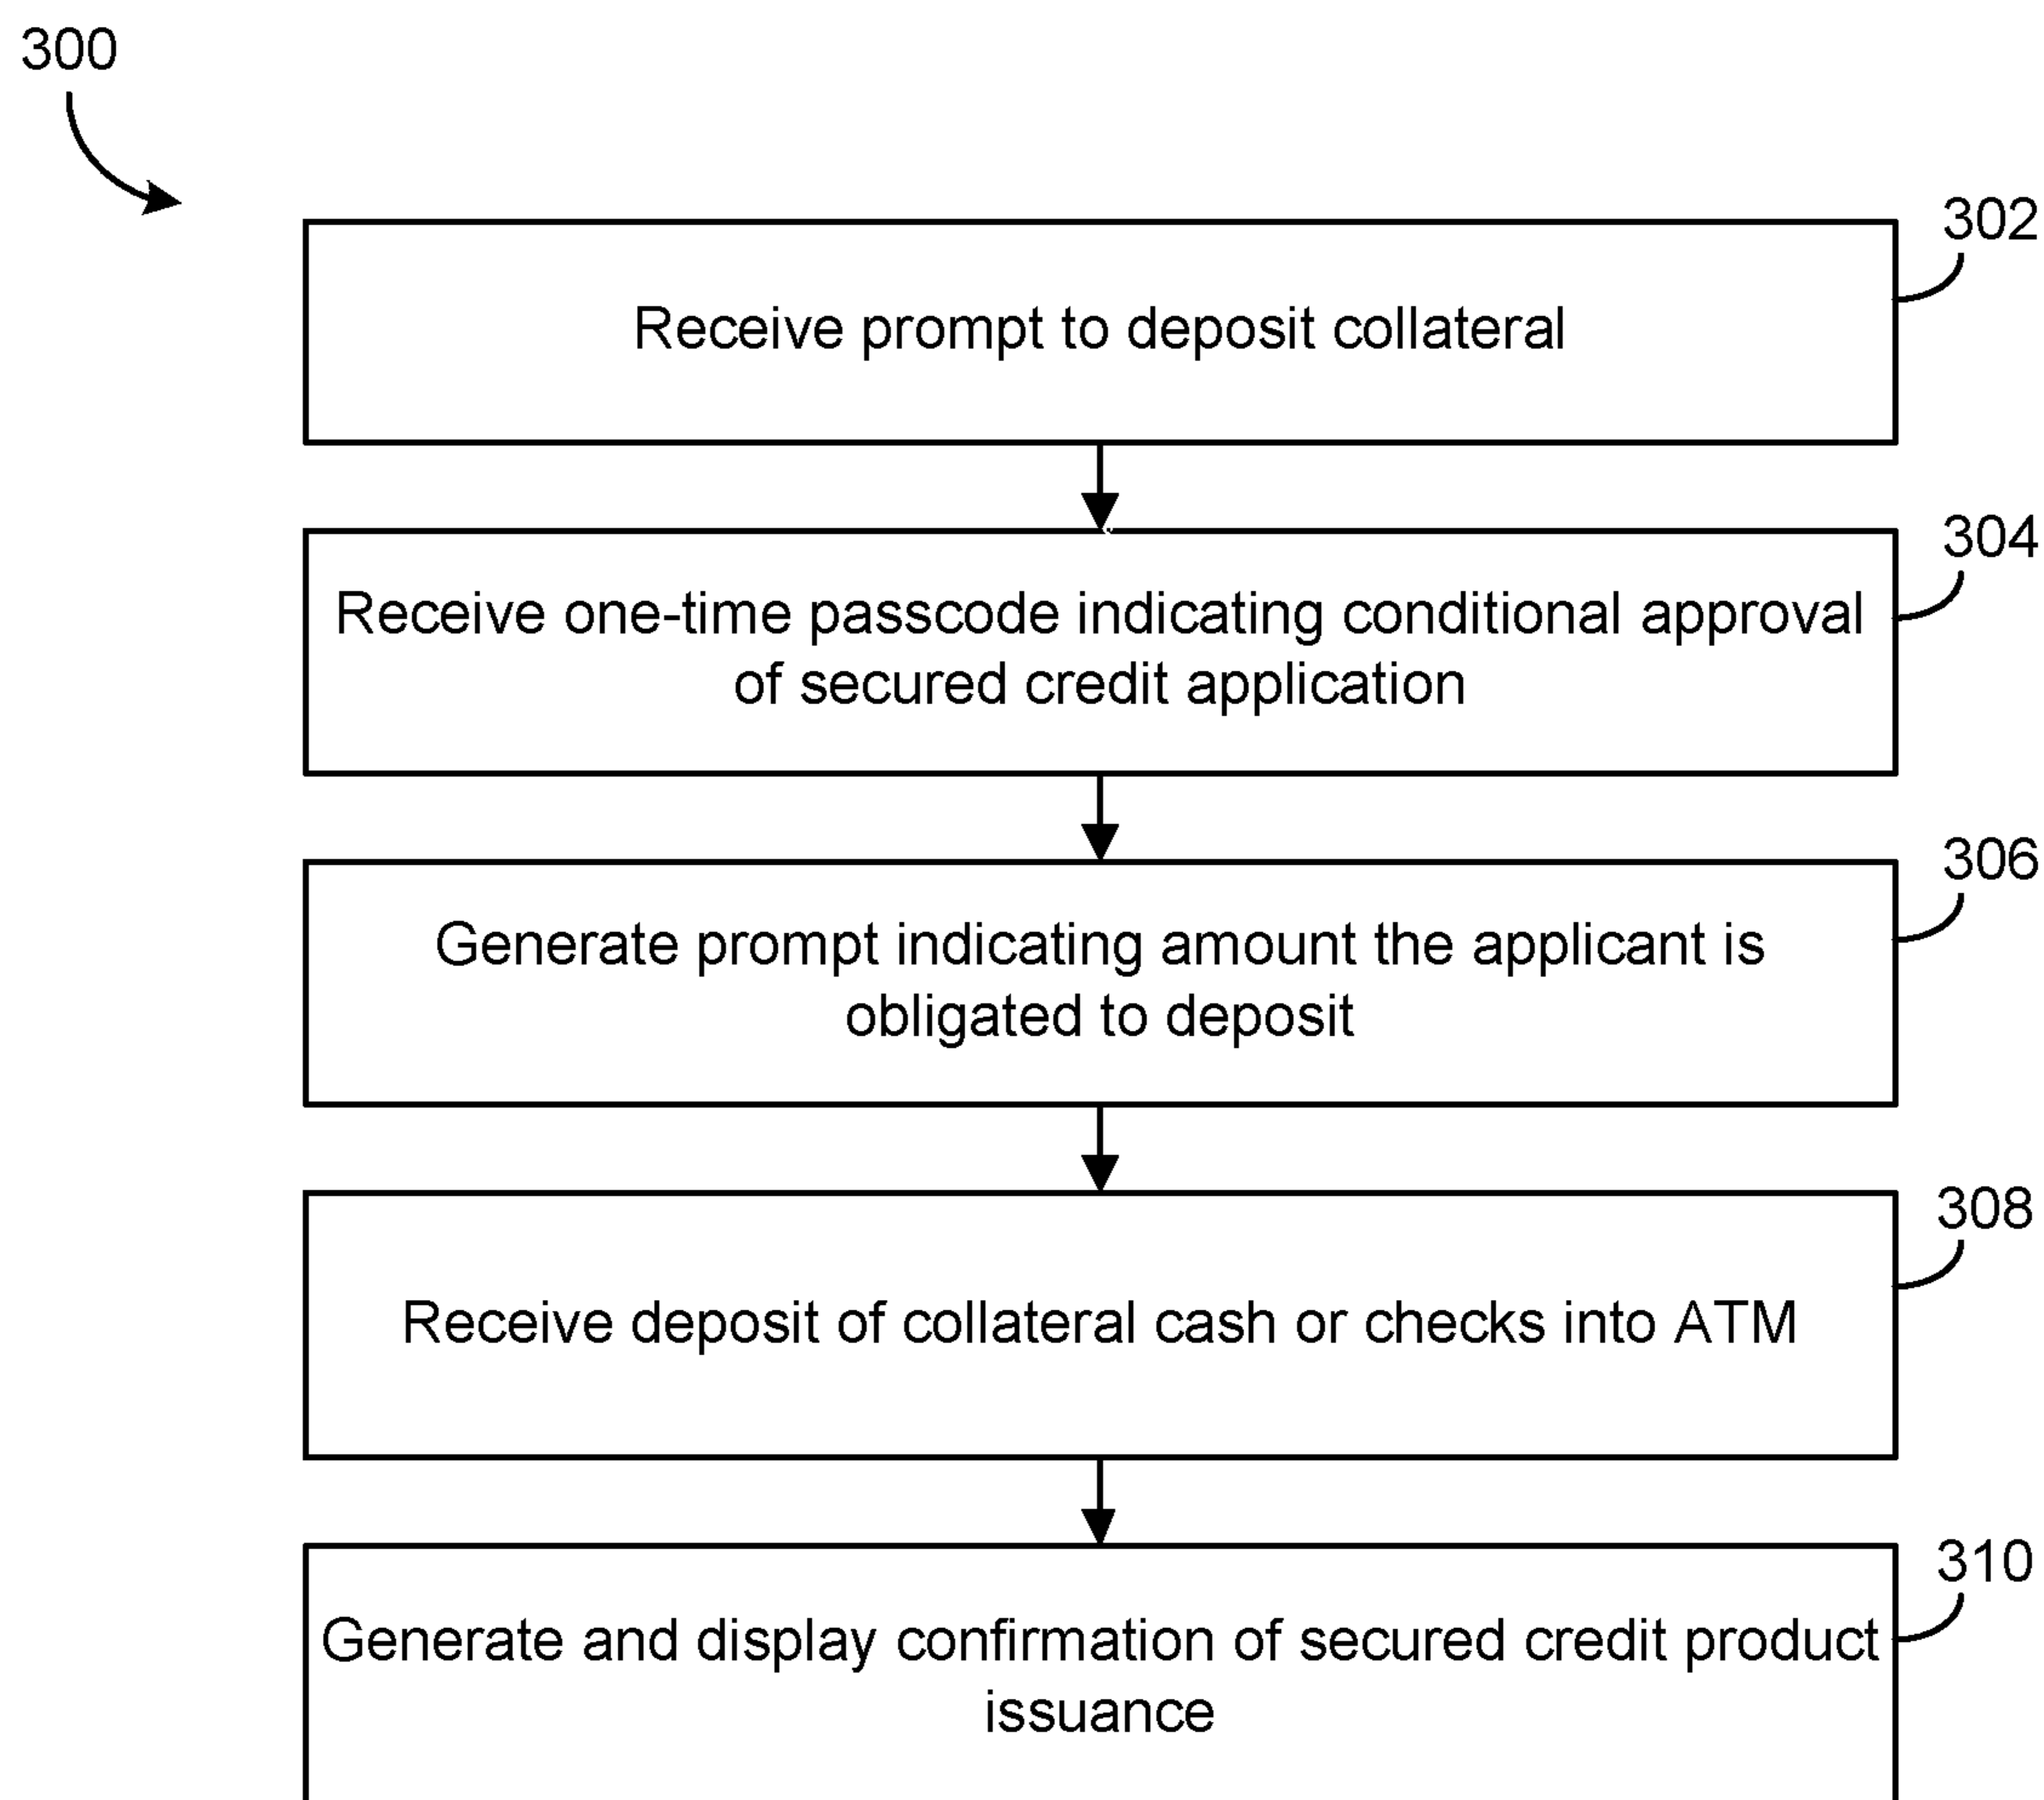 300
302
Receive prompt to deposit collateral
304
Receive one-time passcode indicating conditional approval
of secured credit application
306
Generate prompt indicating amount the applicant is
obligated to deposit
308
Receive deposit of collateral cash or checks into ATM
310
Generate and display confirmation of secured credit product
issuance